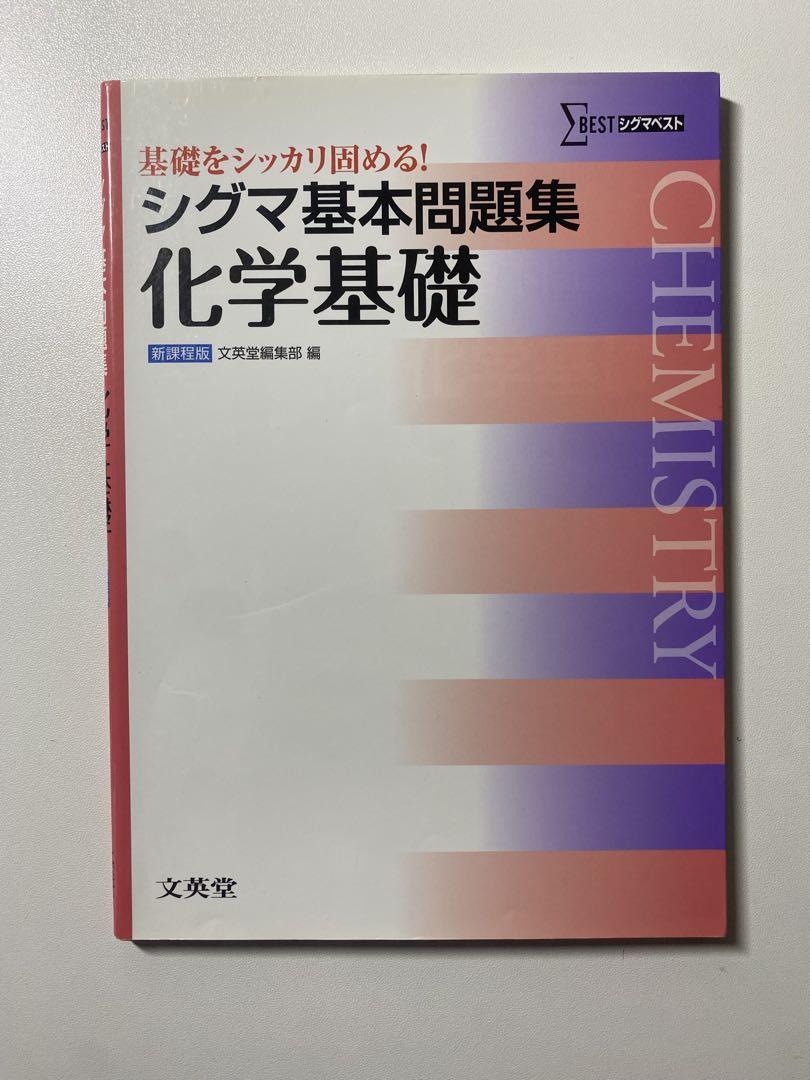 ΣBEST シグマベスト
基礎をシッカリ固める!
シグマ基本問題集
化学基礎
新課程版 文英堂編集部 編
CHEMISTRY
文英堂